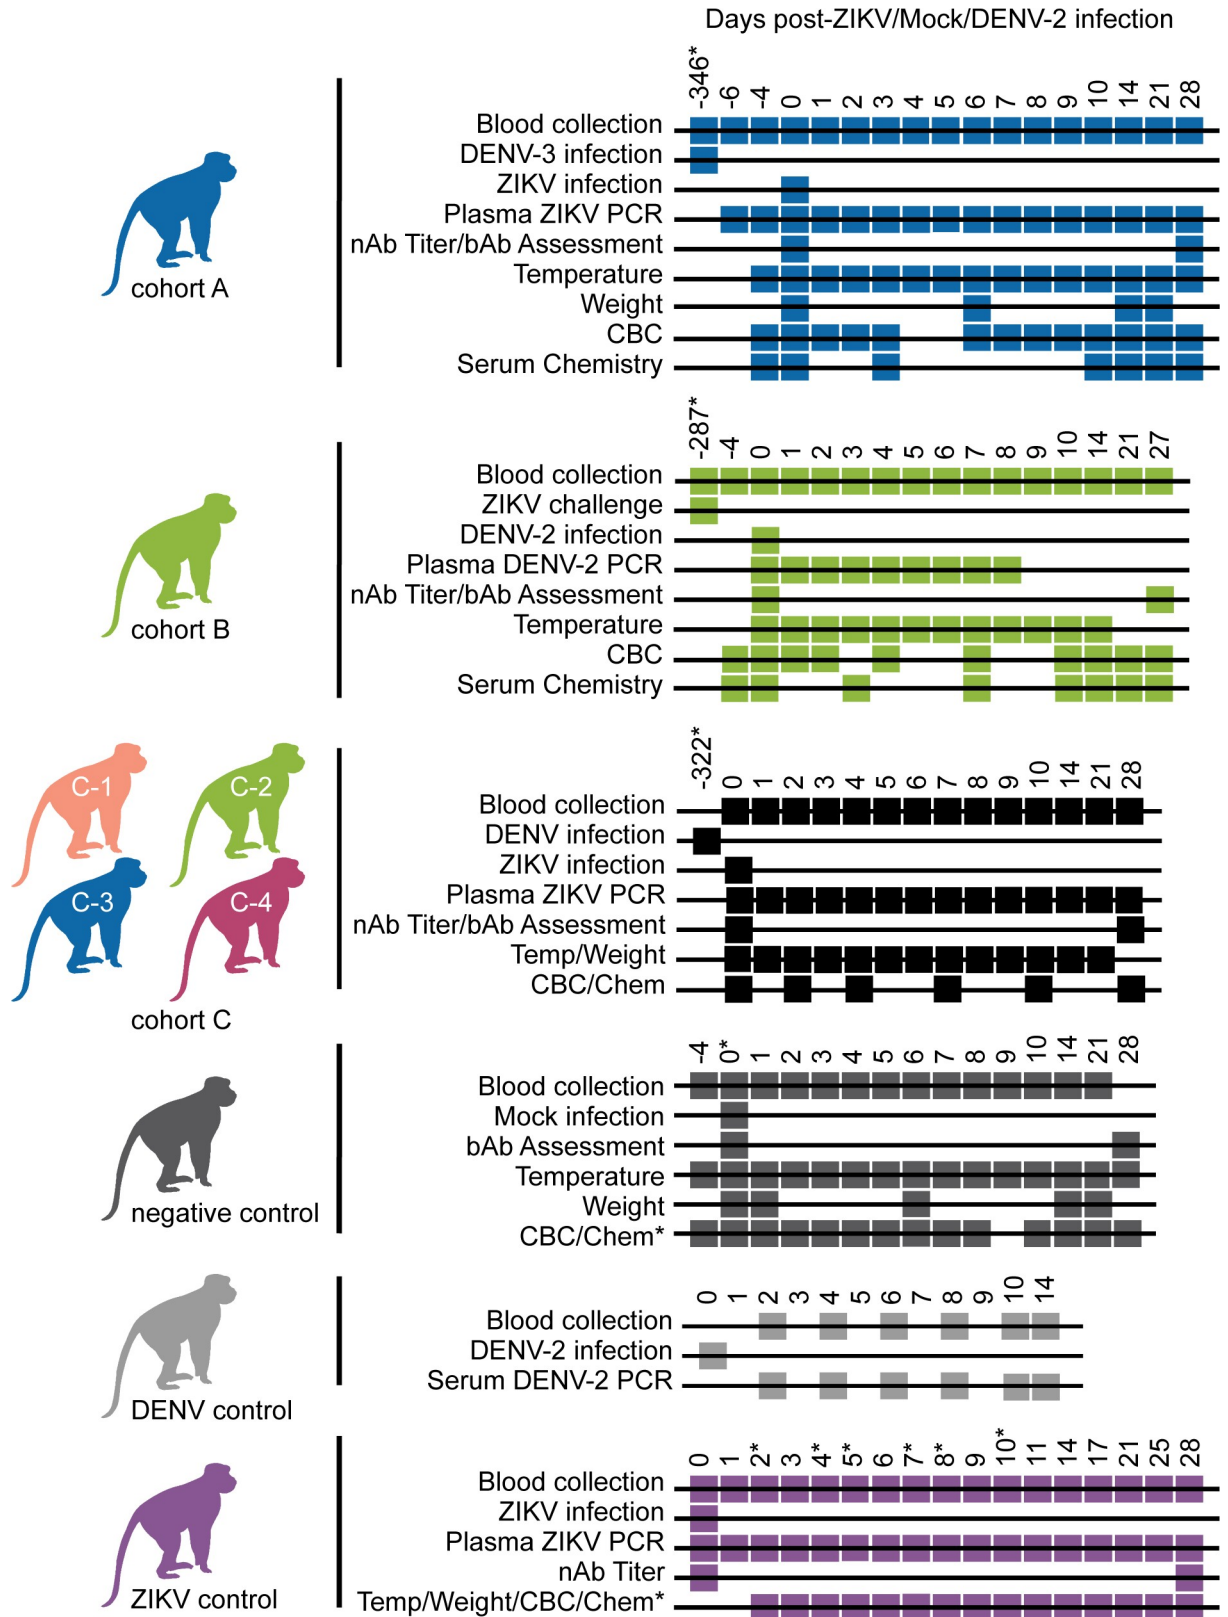 Days post-ZIKV/Mock/DENV-2 infection
-346* -6 -4 0 1 2 3 4 5 6 7 8 9 10 14 21 28
Blood collection
DENV-3 infection
ZIKV infection
Plasma ZIKV PCR
nAb Titer/bAb Assessment
Temperature
Weight
CBC
Serum Chemistry
cohort A
-287* -4 0 1 2 3 4 5 6 7 8 9 10 14 21 27
Blood collection
ZIKV challenge
DENV-2 infection
Plasma DENV-2 PCR
nAb Titer/bAb Assessment
Temperature
CBC
Serum Chemistry
cohort B
C-1 C-2
C-3 C-4
cohort C
-322* 0 1 2 3 4 5 6 7 8 9 10 14 21 28
Blood collection
DENV infection
ZIKV infection
Plasma ZIKV PCR
nAb Titer/bAb Assessment
Temp/Weight
CBC/Chem
-4 0* 1 2 3 4 5 6 7 8 9 10 14 21 28
Blood collection
Mock infection
bAb Assessment
Temperature
Weight
CBC/Chem*
negative control
0 1 2 3 4 5 6 7 8 9 10 14
Blood collection
DENV-2 infection
Serum DENV-2 PCR
DENV control
0 1 2* 3 4* 5* 6 7* 8* 9 10* 11 14 17 21 25 28
Blood collection
ZIKV infection
Plasma ZIKV PCR
nAb Titer
Temp/Weight/CBC/Chem*
ZIKV control